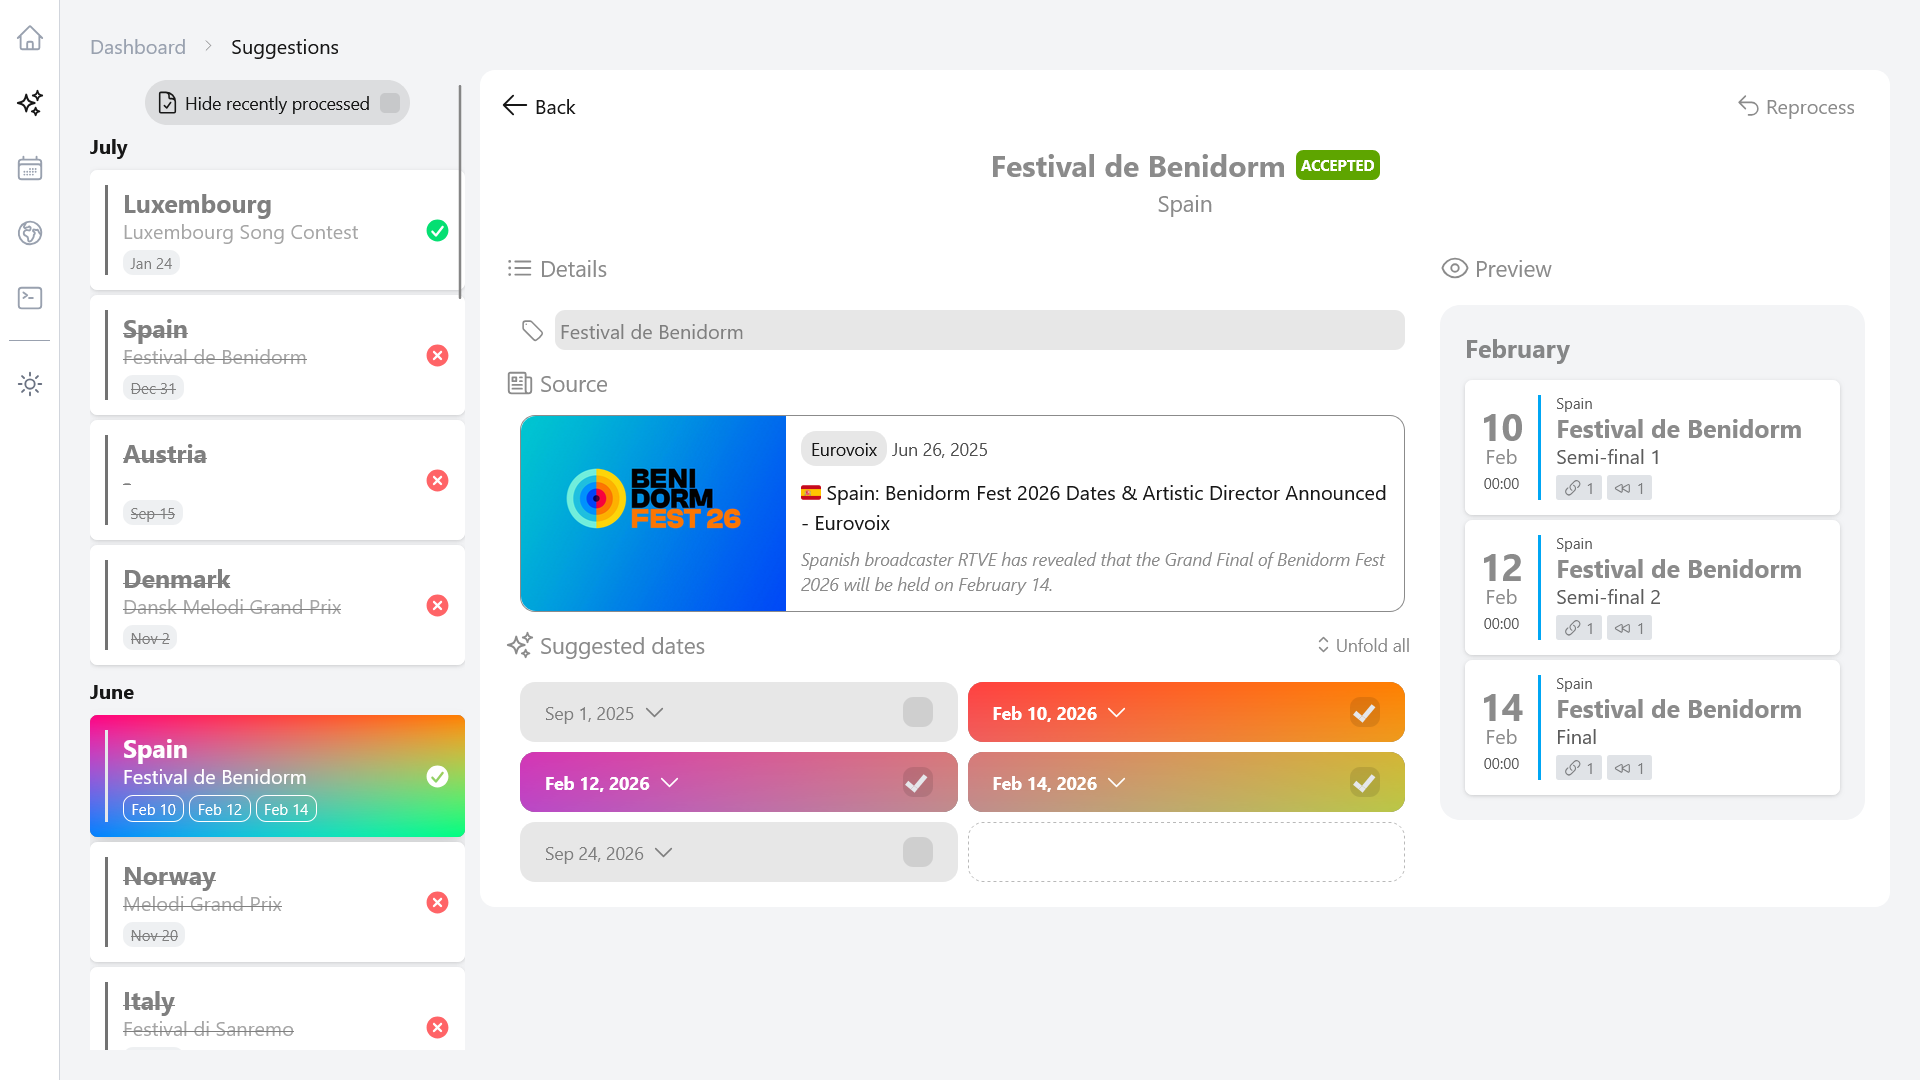 Dashboard
Suggestions
Hide recently processed
July
Luxembourg
Luxembourg Song Contest
Jan 24
Spain
Festival de Benidorm
Dec 31
Austria
–
Sep 15
Denmark
Dansk Melodi Grand Prix
Nov 2
June
Spain
Festival de Benidorm
Feb 10 Feb 12 Feb 14
Norway
Melodi Grand Prix
Nov 20
Italy
Festival di Sanremo
Back
Reprocess
Festival de Benidorm ACCEPTED
Spain
Details
Festival de Benidorm
Source
BENI
DORM
FEST 26
Eurovoix Jun 26, 2025
🇪🇸 Spain: Benidorm Fest 2026 Dates & Artistic Director Announced
- Eurovoix
Spanish broadcaster RTVE has revealed that the Grand Final of Benidorm Fest
2026 will be held on February 14.
Suggested dates
Unfold all
Sep 1, 2025
Feb 10, 2026
Feb 12, 2026
Feb 14, 2026
Sep 24, 2026
Preview
February
10
Feb
00:00
Spain
Festival de Benidorm
Semi-final 1
1 1
12
Feb
00:00
Spain
Festival de Benidorm
Semi-final 2
1 1
14
Feb
00:00
Spain
Festival de Benidorm
Final
1 1